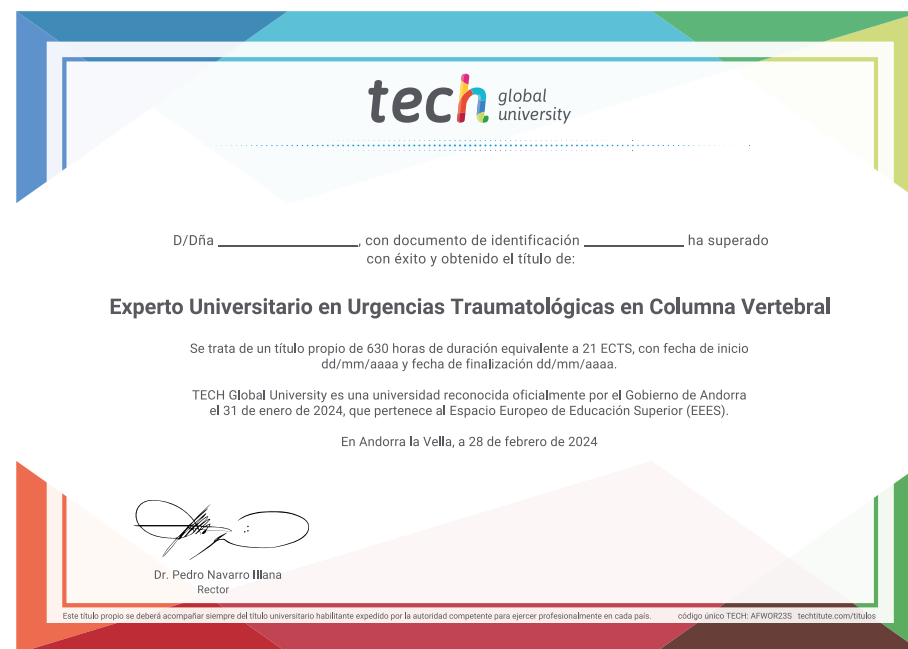 tech global
university
D/Dña ____________________, con documento de identificación ______________ ha superado
con éxito y obtenido el título de:
Experto Universitario en Urgencias Traumatológicas en Columna Vertebral
Se trata de un título propio de 630 horas de duración equivalente a 21 ECTS, con fecha de inicio
dd/mm/aaaa y fecha de finalización dd/mm/aaaa.
TECH Global University es una universidad reconocida oficialmente por el Gobierno de Andorra
el 31 de enero de 2024, que pertenece al Espacio Europeo de Educación Superior (EEES).
En Andorra la Vella, a 28 de febrero de 2024
Dr. Pedro Navarro Illana
Rector
Este título propio se deberá acompañar siempre del título universitario habilitante expedido por la autoridad competente para ejercer profesionalmente en cada país. código único TECH: AFWOR23S techtitute.com/titulos